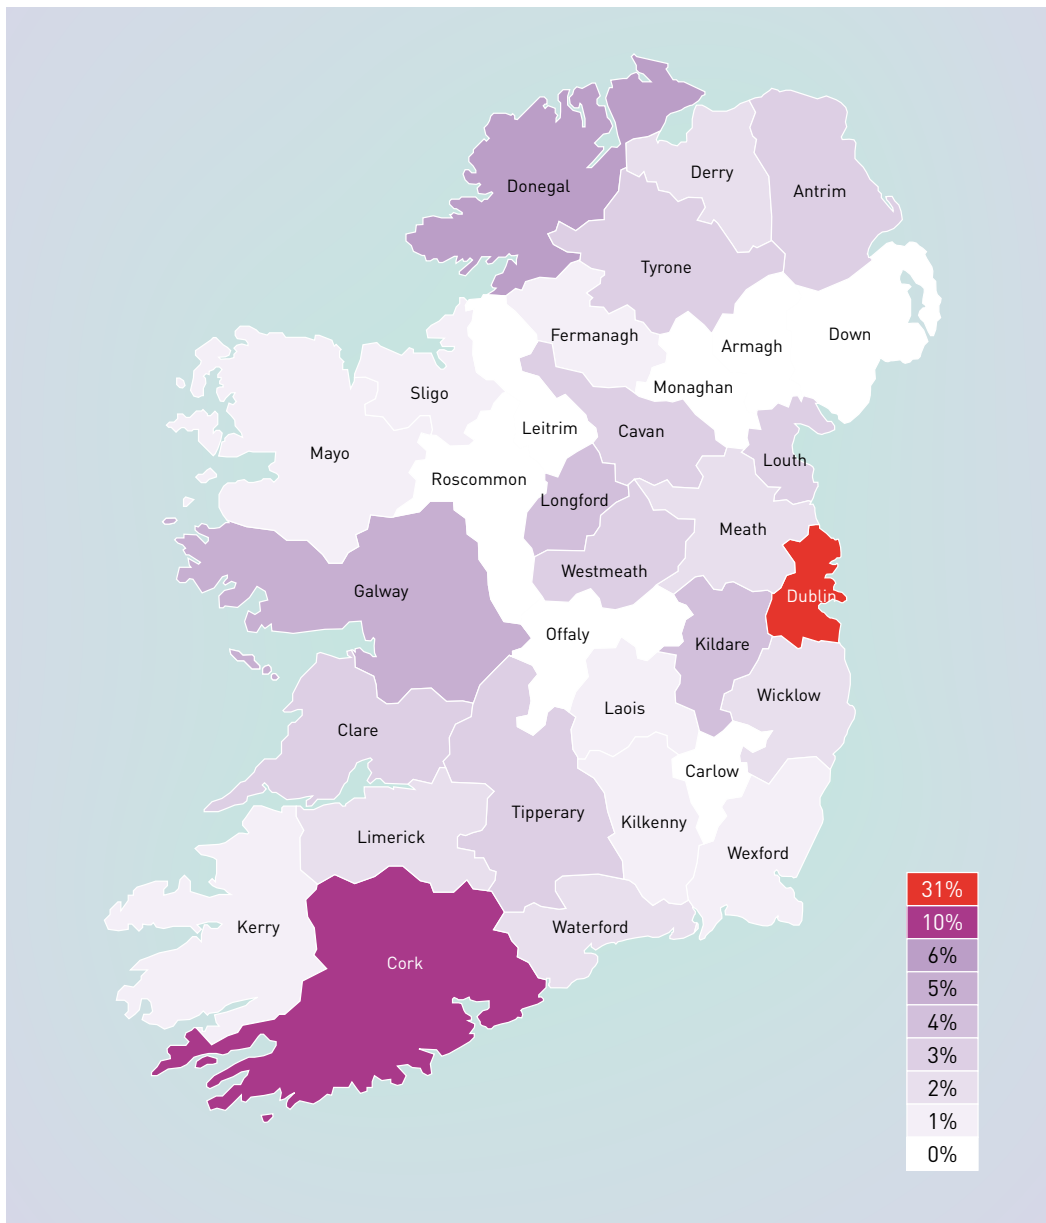 Donegal
Derry
Antrim
Tyrone
Fermanagh
Armagh
Down
Monaghan
Sligo
Leitrim
Cavan
Mayo
Louth
Roscommon
Longford
Meath
Westmeath
Galway
Dublin
Offaly
Kildare
Wicklow
Laois
Clare
Carlow
Tipperary
Kilkenny
Limerick
Wexford
Kerry
Waterford
Cork
31%
10%
6%
5%
4%
3%
2%
1%
0%